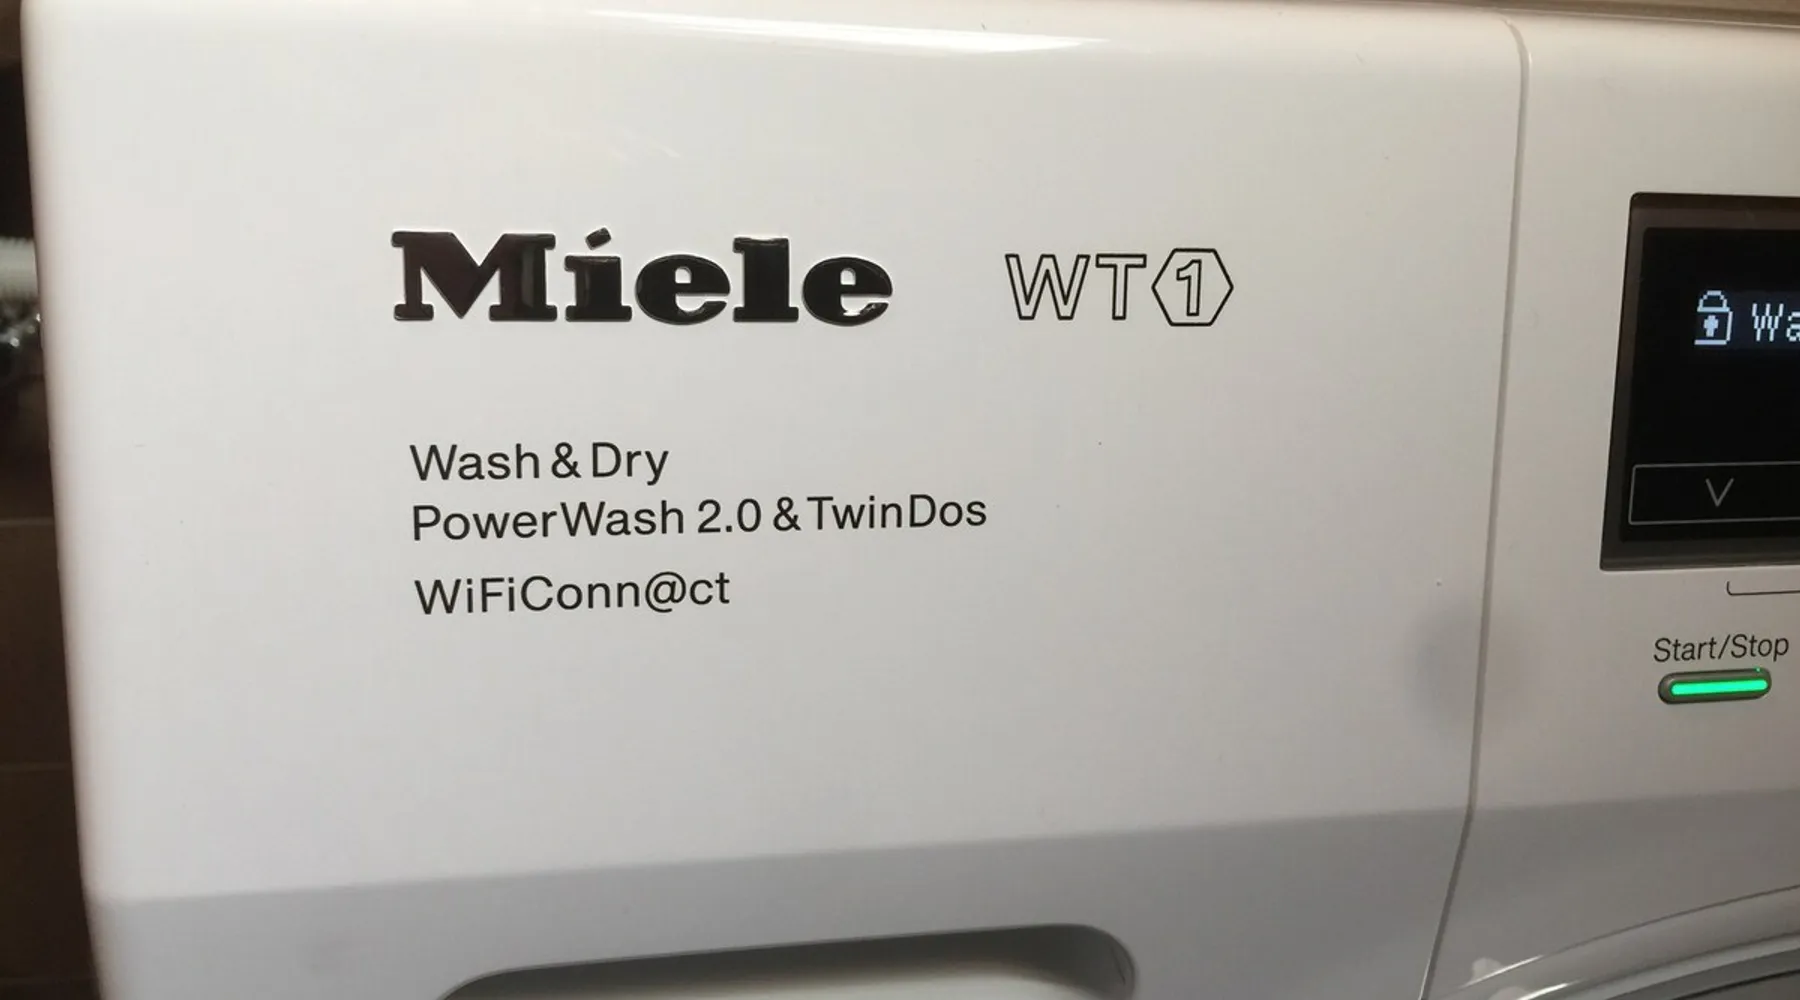 Miele WT1
Wash & Dry
PowerWash 2.0 & TwinDos
WiFiConn@ct
Start/Stop